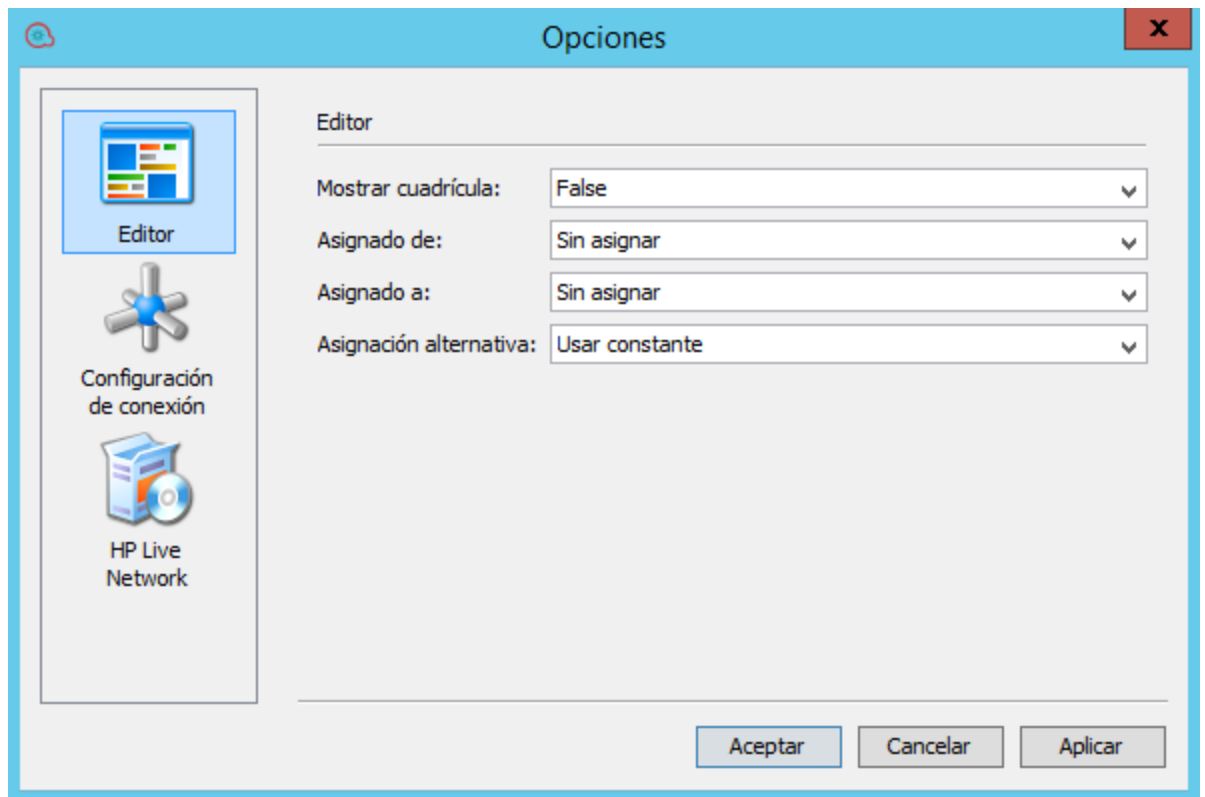 Opciones
x
Editor
Configuración
de conexión
HP Live
Network
Editor
Mostrar cuadrícula: False
Asignado de: Sin asignar
Asignado a: Sin asignar
Asignación alternativa: Usar constante
Aceptar Cancelar Aplicar